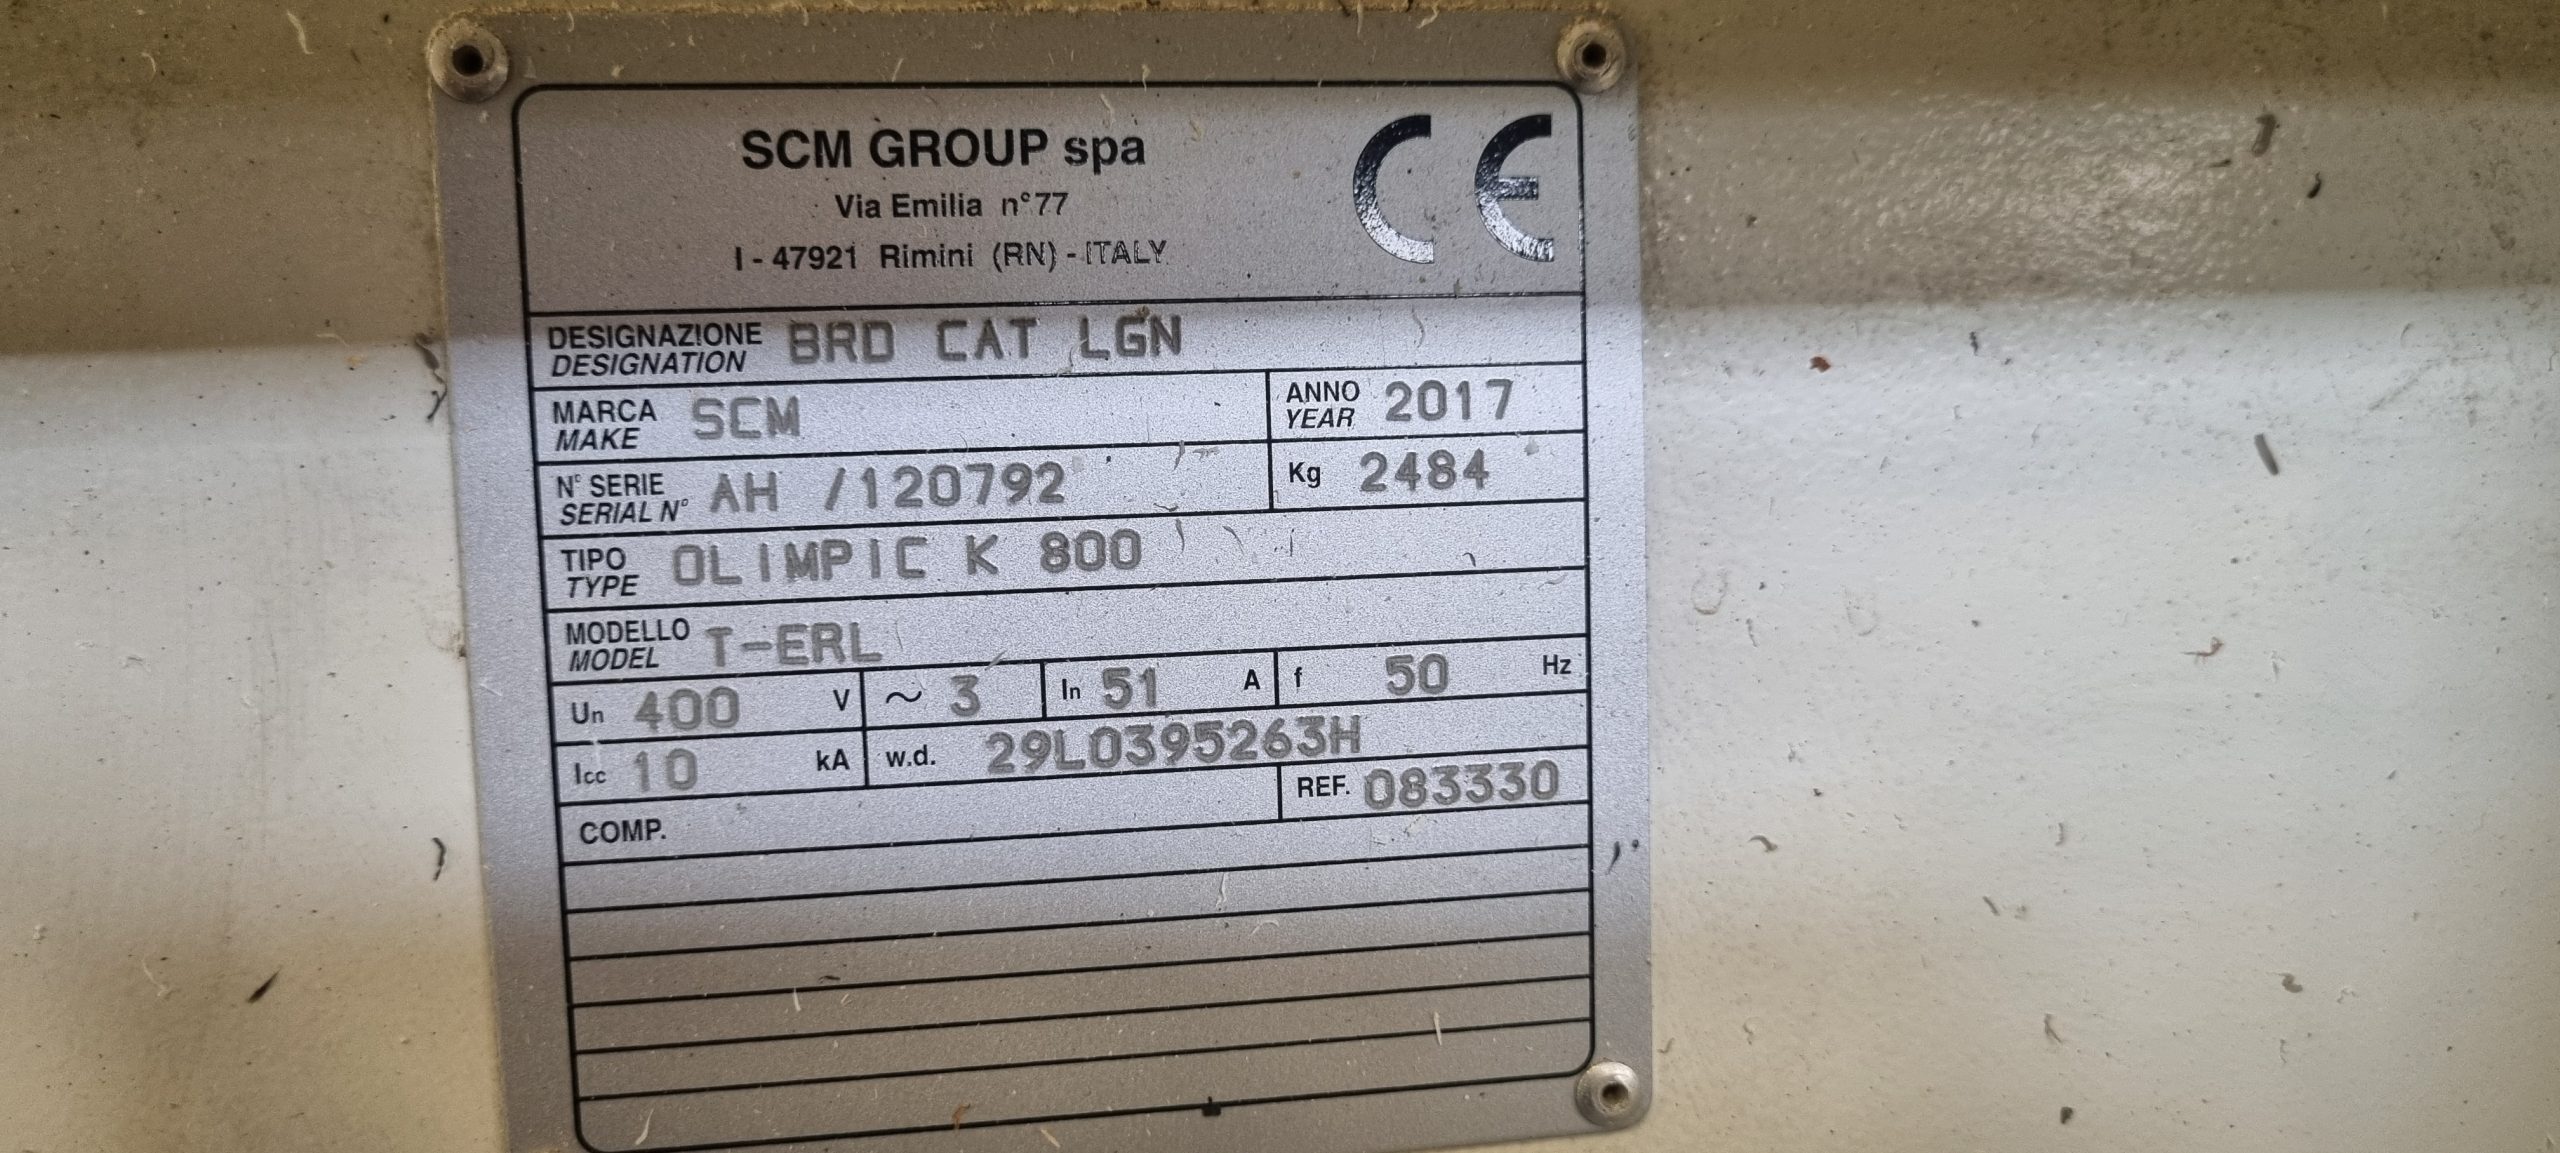 SCM GROUP spa
CE
Via Emilia n°77
I - 47921 Rimini (RN) - ITALY
DESIGNAZIONE BRD CAT LGN
DESIGNATION
MARCA SCM ANNO 2017
MAKE YEAR
N° SERIE AH /120792 Kg 2484
SERIAL N°
TIPO OLIMPIC K 800
TYPE
MODELLO T-ERL
MODEL
Un 400 V ~ 3 In 51 A f 50 Hz
Icc 10 kA w.d. 29L0395263H
REF. 083330
COMP.